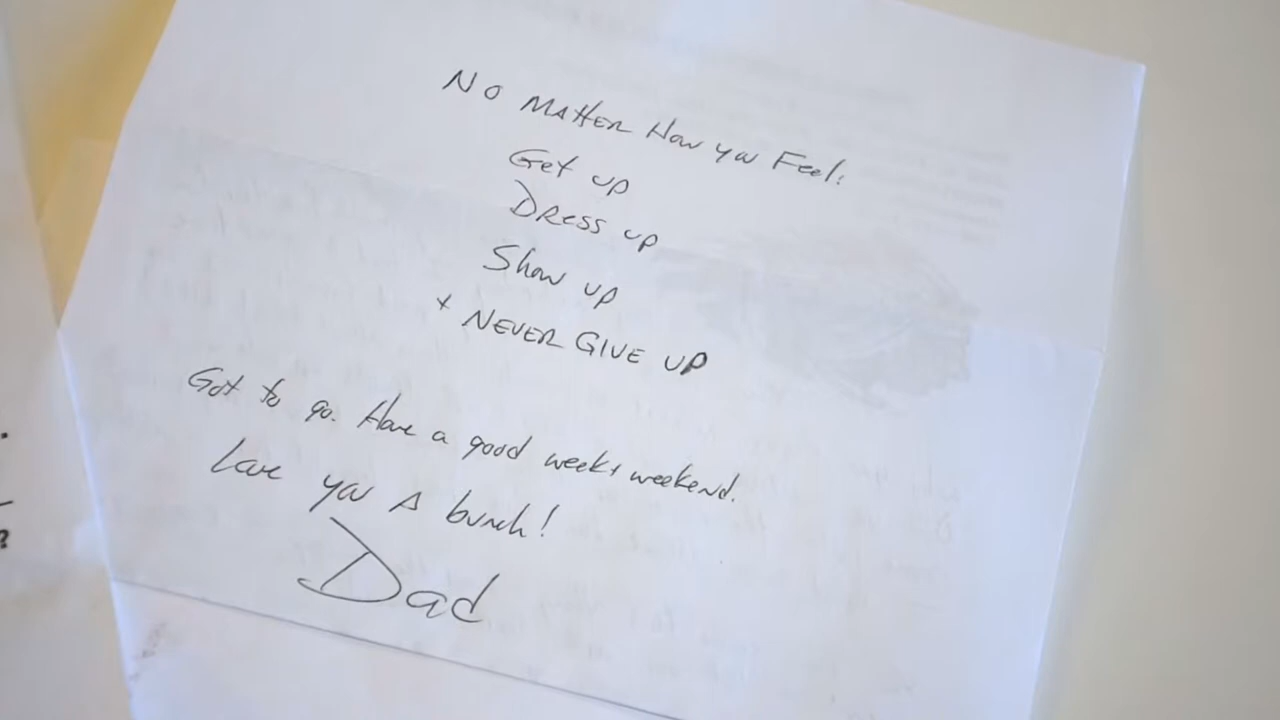 No MATTER How you Feel:
Get up
Dress up
Show up
+ NEVER GIVE UP
Got to go. Have a good week + weekend.
Love you A bunch!
Dad
?